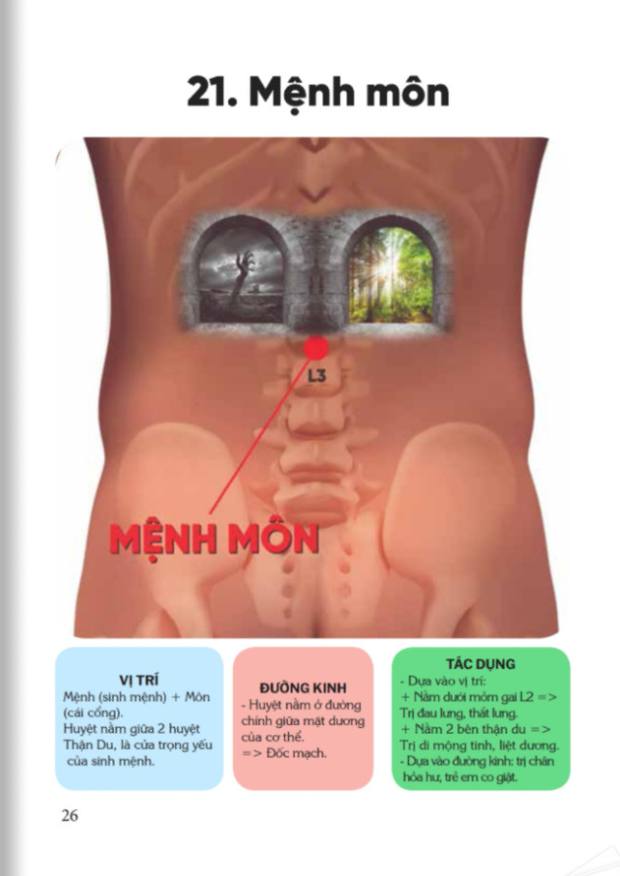 21. Mệnh môn
L3
MỆNH MÔN
VỊ TRÍ
Mệnh (sinh mệnh) + Môn
(cái cổng).
Huyệt nằm giữa 2 huyệt
Thận Du, là cửa trọng yếu
của sinh mệnh.
ĐƯỜNG KINH
- Huyệt nằm ở đường
chính giữa mặt dương
của cơ thể.
=> Đốc mạch.
TÁC DỤNG
- Dựa vào vị trí:
+ Nằm dưới mỏm gai L2 =>
Trị đau lưng, thắt lưng.
+ Nằm 2 bên thận du =>
Trị di mộng tinh, liệt dương.
- Dựa vào đường kinh: trị chân
hỏa hư, trẻ em co giật.
26